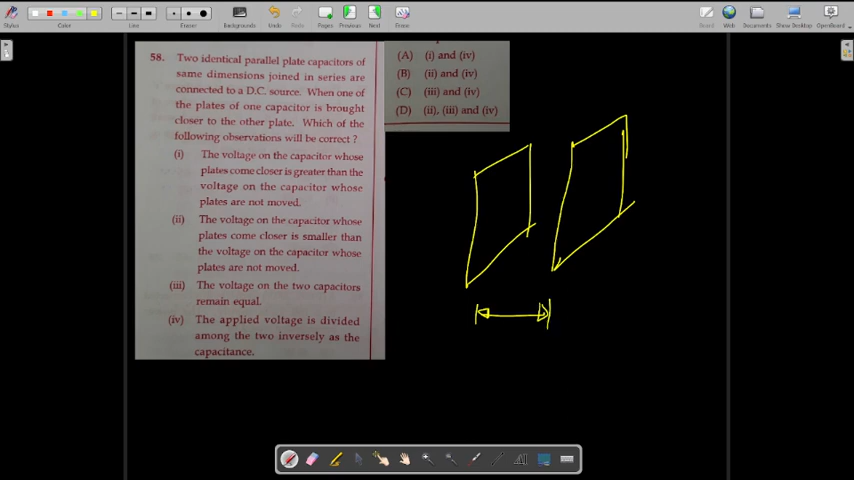 Stylus
Color
Line
Eraser
Backgrounds
Undo
Redo
Pages
Previous
Next
Board
Web
Documents
Show Desktop
OpenBoard
58. Two identical parallel plate capacitors of
same dimensions joined in series are
connected to a D.C. source. When one of
the plates of one capacitor is brought
closer to the other plate. Which of the
following observations will be correct ?
(i) The voltage on the capacitor whose
plates come closer is greater than the
voltage on the capacitor whose
plates are not moved.
(ii) The voltage on the capacitor whose
plates come closer is smaller than
the voltage on the capacitor whose
plates are not moved.
(iii) The voltage on the two capacitors
remain equal.
(iv) The applied voltage is divided
among the two inversely as the
capacitance.
(A) (i) and (iv)
(B) (ii) and (iv)
(C) (iii) and (iv)
(D) (ii), (iii) and (iv)